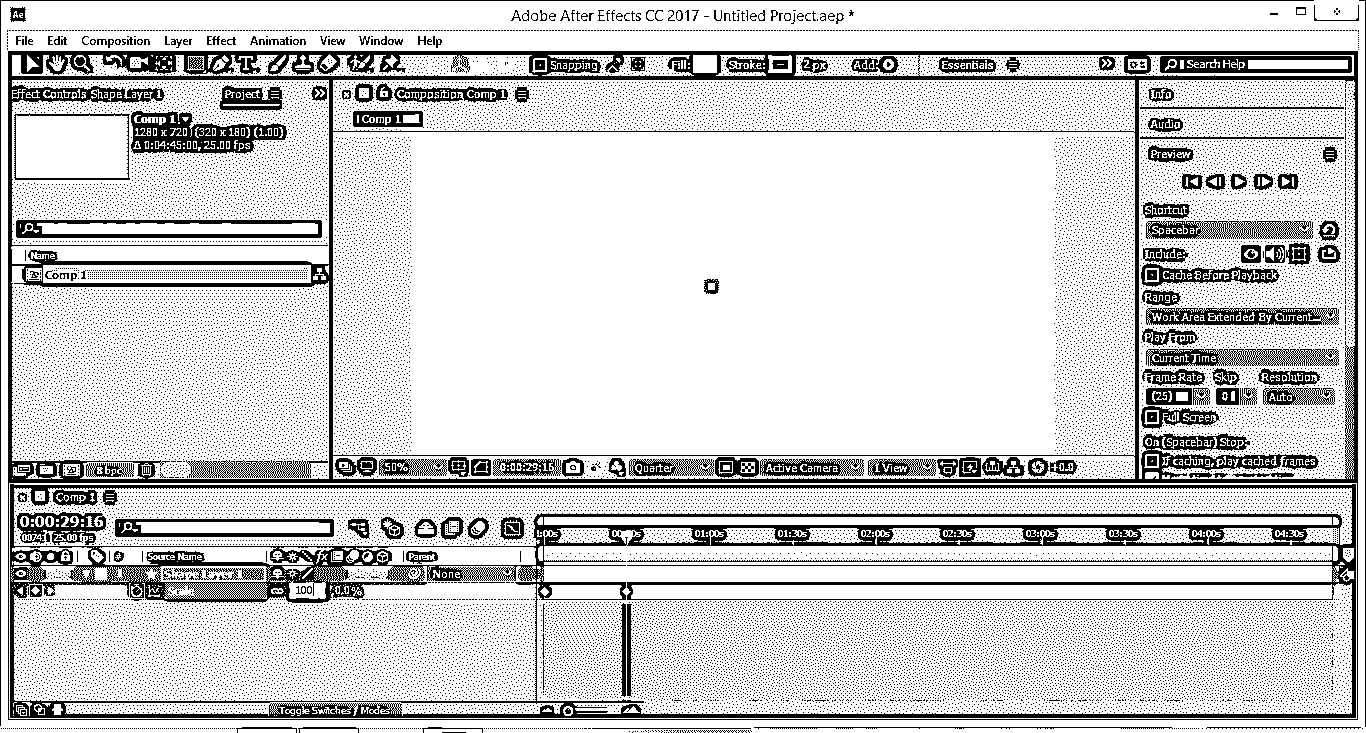 Ae
Adobe After Effects CC 2017 - Untitled Project.aep *
File Edit Composition Layer Effect Animation View Window Help
Snapping Fill: Stroke: 2 px Add: Essentials Search Help
Effect Controls Shape Layer 1 Project
Composition Comp 1
Comp 1
Comp 1
1280 x 720 (320 x 180) (1.00)
Δ 0:04:45:00, 25.00 fps
Name
Comp 1
8 bpc
50% 0:00:29:16 Quarter Active Camera 1 View +0.0
Info
Audio
Preview
Shortcut
Spacebar
Include:
Cache Before Playback
Range
Work Area Extended By Current...
Play From
Current Time
Frame Rate Skip Resolution
(25) 0 Auto
Full Screen
On (Spacebar) Stop:
If caching, play cached frames
Comp 1
0:00:29:16
00741 (25.00 fps)
01:00s 01:30s 02:00s 02:30s 03:00s 03:30s 04:00s 04:30s
# Source Name fx Parent
Shape Layer 1 None
100
Toggle Switches / Modes